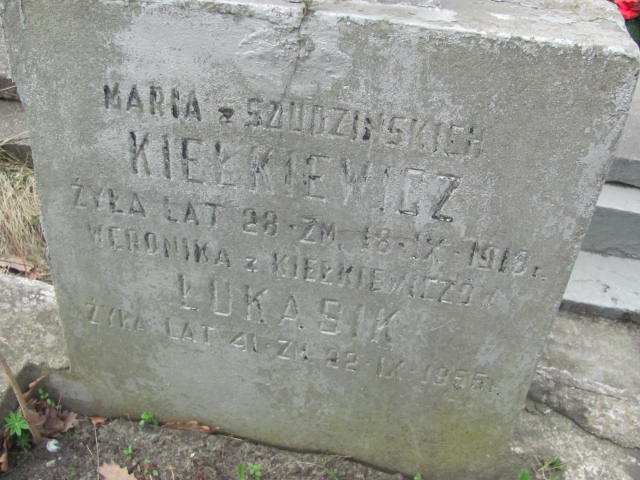 MARIA z SZUDZIŃSKICH
KIEŁKIEWICZ
ŻYŁA LAT 28 · ZM. 18 · IX · 1918 r.
WERONIKA z KIEŁKIEWICZÓW
ŁUKASIK
ŻYŁA LAT 41 · ZM. 22 · IX · 1955 r.